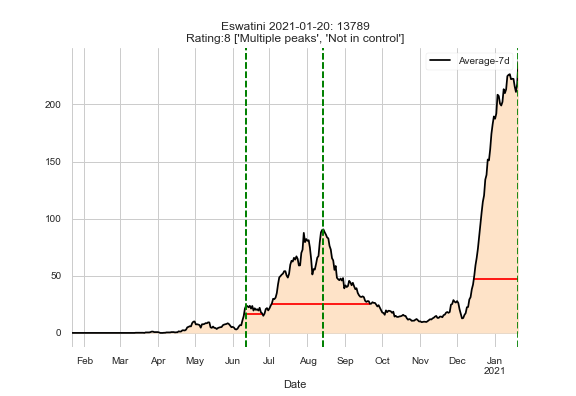 Eswatini 2021-01-20: 13789
Rating:8 ['Multiple peaks', 'Not in control']
Average-7d
200
150
100
50
0
Feb Mar Apr May Jun Jul Aug Sep Oct Nov Dec Jan
2021
Date